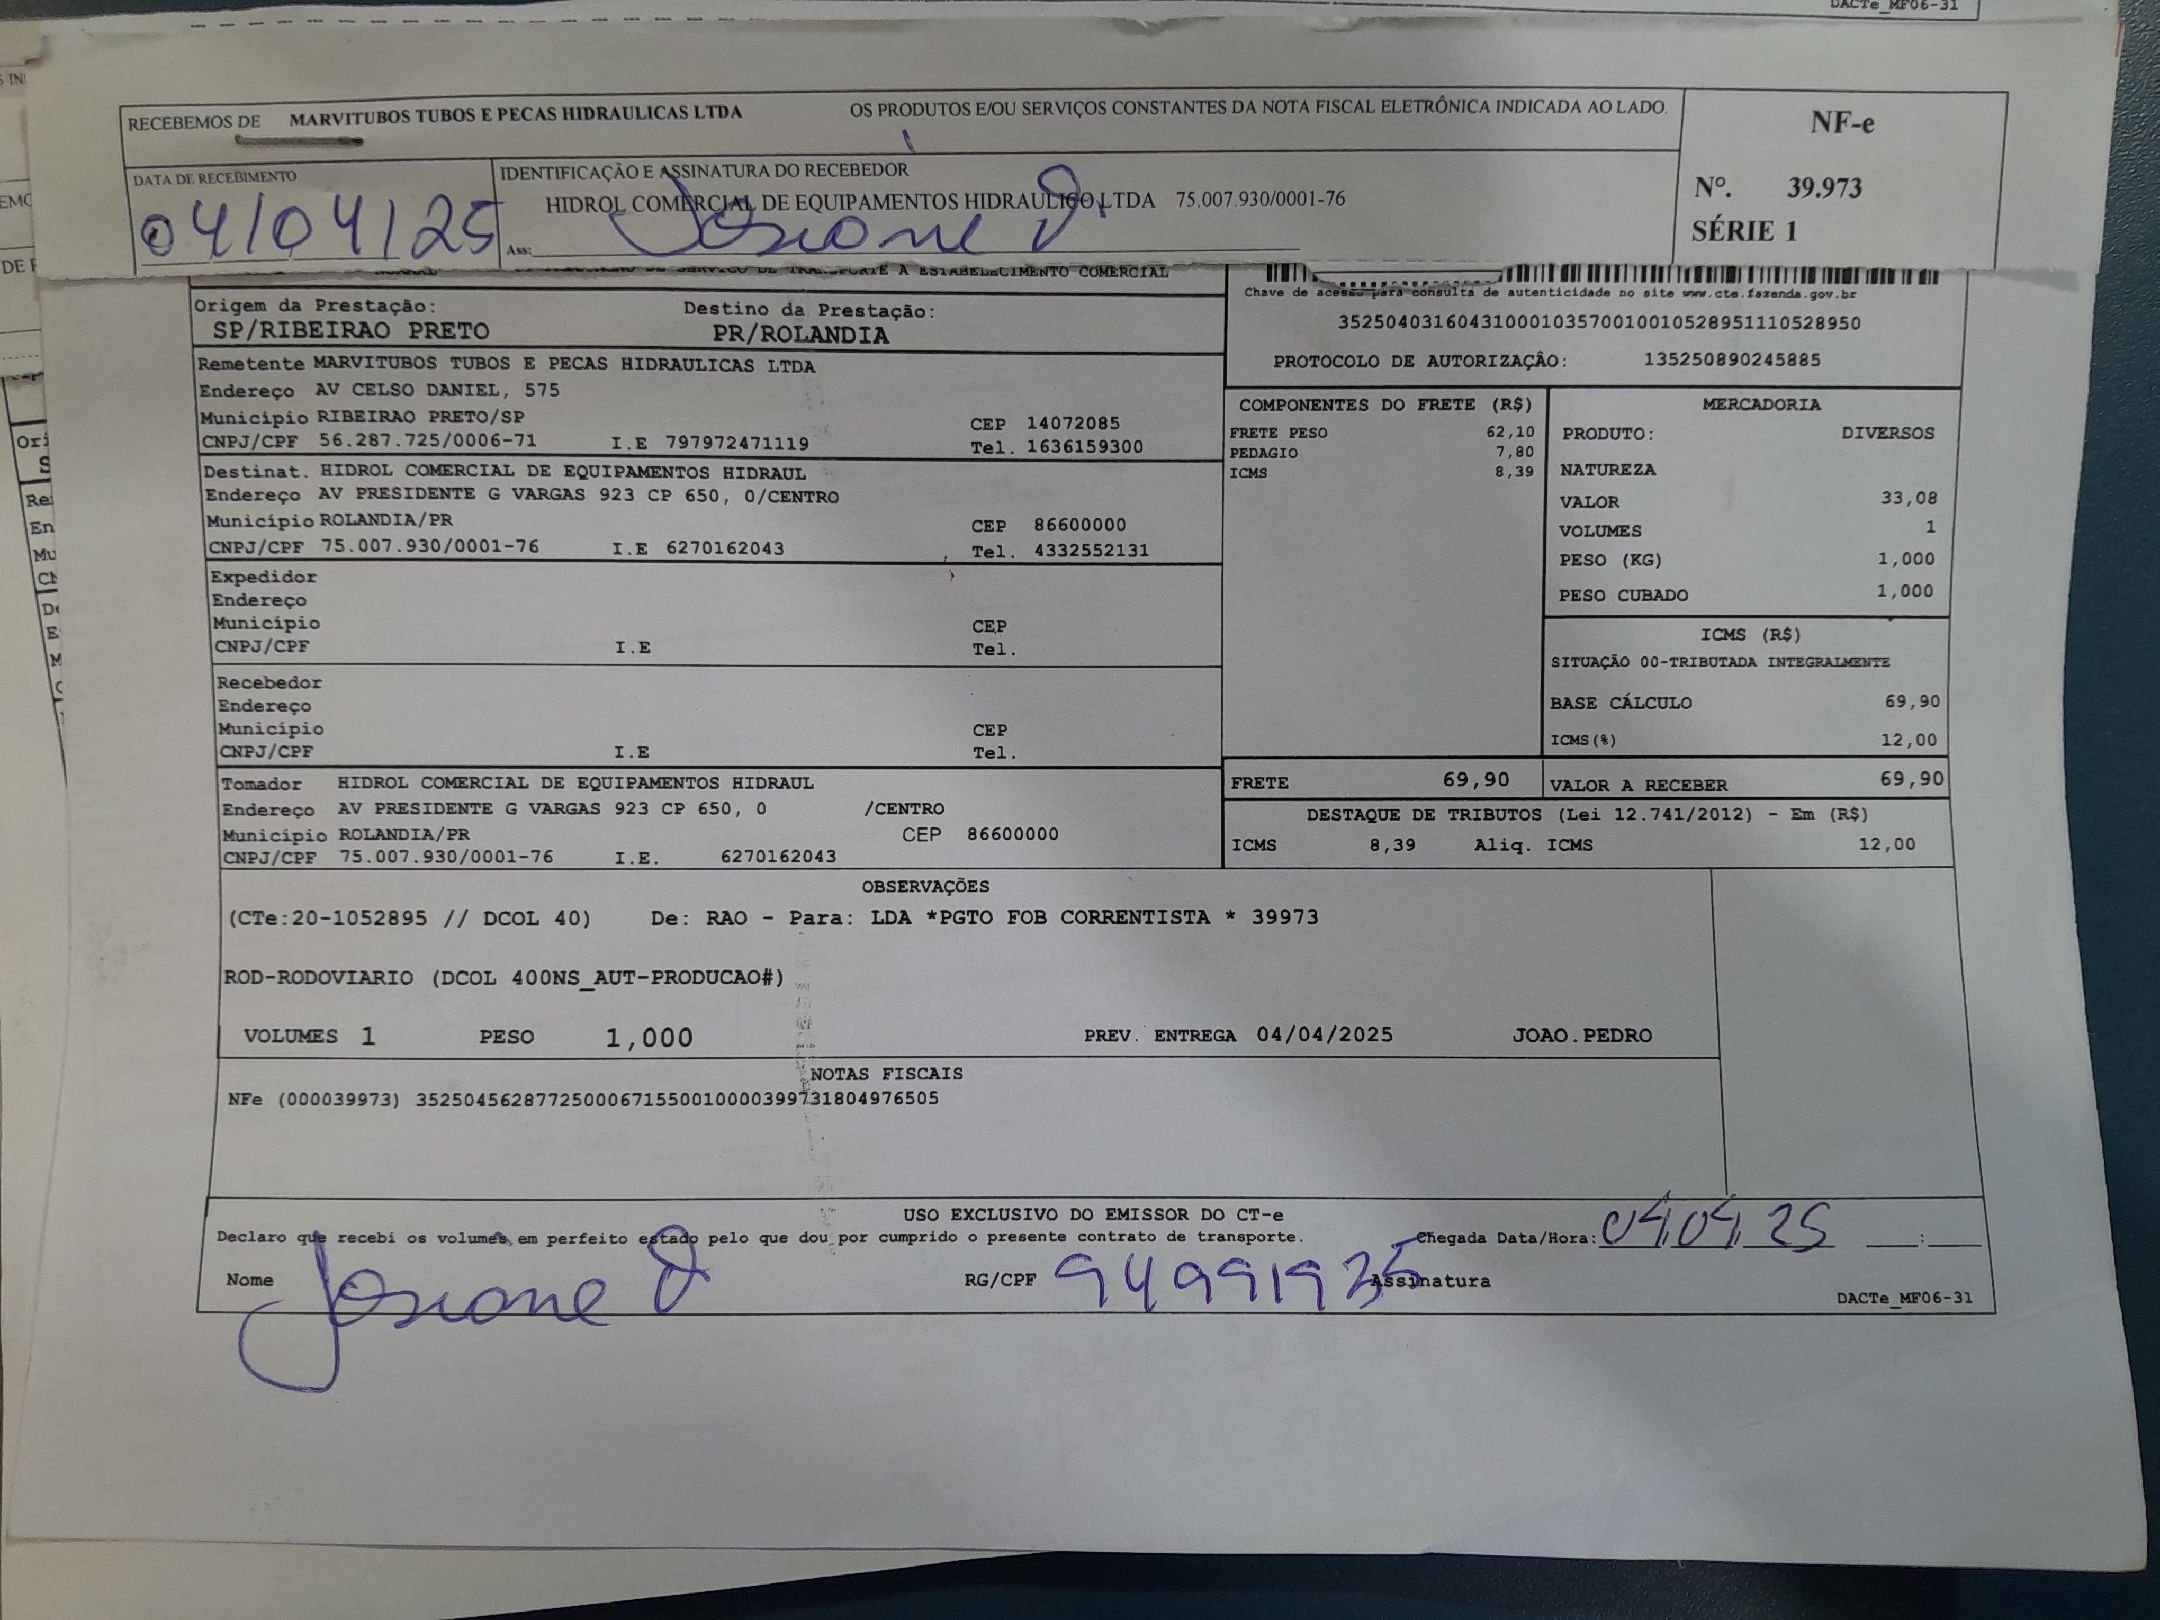 DACTe_MF06-31
RECEBEMOS DE MARVITUBOS TUBOS E PECAS HIDRAULICAS LTDA OS PRODUTOS E/OU SERVIÇOS CONSTANTES DA NOTA FISCAL ELETRÔNICA INDICADA AO LADO.
NF-e
Nº. 39.973
SÉRIE 1
DATA DE RECEBIMENTO
04/04/25
IDENTIFICAÇÃO E ASSINATURA DO RECEBEDOR
HIDROL COMERCIAL DE EQUIPAMENTOS HIDRAULICO LTDA 75.007.930/0001-76
Ass: Josiane D.
DE SERVIÇO DE TRANSPORTE A ESTABELECIMENTO COMERCIAL
Origem da Prestação: Destino da Prestação:
SP/RIBEIRAO PRETO PR/ROLANDIA
Chave de acesso para consulta de autenticidade no site www.cte.fazenda.gov.br
35250403160431000103570010010528951110528950
PROTOCOLO DE AUTORIZAÇÂO: 135250890245885
Remetente MARVITUBOS TUBOS E PECAS HIDRAULICAS LTDA
Endereço AV CELSO DANIEL, 575
Município RIBEIRAO PRETO/SP CEP 14072085
CNPJ/CPF 56.287.725/0006-71 I.E 797972471119 Tel. 1636159300
Destinat. HIDROL COMERCIAL DE EQUIPAMENTOS HIDRAUL
Endereço AV PRESIDENTE G VARGAS 923 CP 650, 0/CENTRO
Município ROLANDIA/PR CEP 86600000
CNPJ/CPF 75.007.930/0001-76 I.E 6270162043 Tel. 4332552131
Expedidor
Endereço
Município CEP
CNPJ/CPF I.E Tel.
Recebedor
Endereço
Município CEP
CNPJ/CPF I.E Tel.
Tomador HIDROL COMERCIAL DE EQUIPAMENTOS HIDRAUL
Endereço AV PRESIDENTE G VARGAS 923 CP 650, 0 /CENTRO
Município ROLANDIA/PR CEP 86600000
CNPJ/CPF 75.007.930/0001-76 I.E. 6270162043
COMPONENTES DO FRETE (R$)
FRETE PESO 62,10
PEDAGIO 7,80
ICMS 8,39
MERCADORIA
PRODUTO: DIVERSOS
NATUREZA
VALOR 33,08
VOLUMES 1
PESO (KG) 1,000
PESO CUBADO 1,000
ICMS (R$)
SITUAÇÃO 00-TRIBUTADA INTEGRALMENTE
BASE CÁLCULO 69,90
ICMS(%) 12,00
FRETE 69,90 VALOR A RECEBER 69,90
DESTAQUE DE TRIBUTOS (Lei 12.741/2012) - Em (R$)
ICMS 8,39 Aliq. ICMS 12,00
OBSERVAÇÕES
(CTe:20-1052895 // DCOL 40) De: RAO - Para: LDA *PGTO FOB CORRENTISTA * 39973
ROD-RODOVIARIO (DCOL 400NS_AUT-PRODUCAO#)
VOLUMES 1 PESO 1,000 PREV. ENTREGA 04/04/2025 JOAO.PEDRO
NOTAS FISCAIS
NFe (000039973) 35250456287725000671550010000399731804976505
USO EXCLUSIVO DO EMISSOR DO CT-e
Declaro que recebi os volumes em perfeito estado pelo que dou por cumprido o presente contrato de transporte. Chegada Data/Hora: 04.04.25 __:__
Nome Josiane D RG/CPF 94991935 Assinatura
DACTe_MF06-31